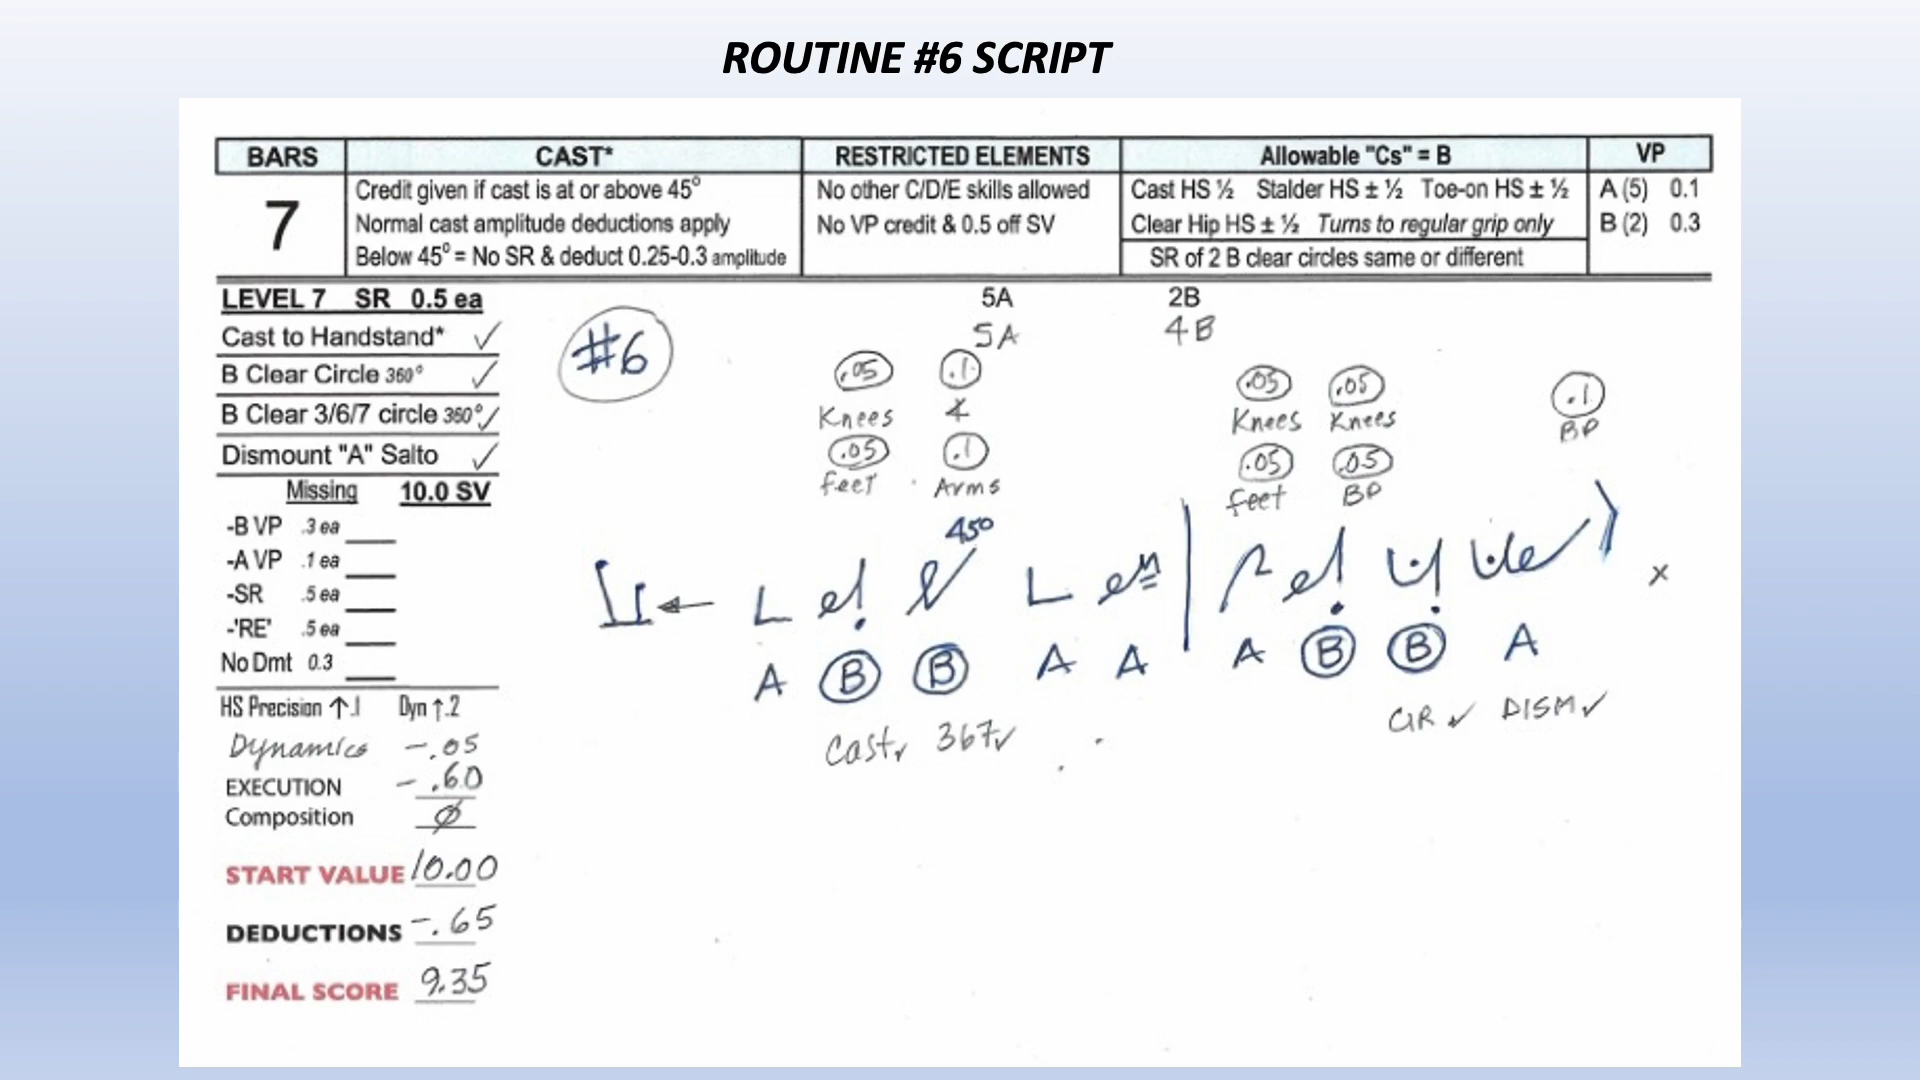 ROUTINE #6 SCRIPT
BARS CAST* RESTRICTED ELEMENTS Allowable "Cs" = B VP
7
Credit given if cast is at or above 45⁰ No other C/D/E skills allowed Cast HS ½ Stalder HS ± ½ Toe-on HS ± ½ A (5) 0.1
Normal cast amplitude deductions apply No VP credit & 0.5 off SV Clear Hip HS ± ½ Turns to regular grip only B (2) 0.3
Below 45⁰ = No SR & deduct 0.25-0.3 amplitude SR of 2 B clear circles same or different
LEVEL 7 SR 0.5 ea 5A 2B
Cast to Handstand* ✓ #6 5A 4B
B Clear Circle 360° ✓ .05 .1 .05 .05 .1
Knees Knees Knees BP
B Clear 3/6/7 circle 360° ✓
Dismount "A" Salto ✓ .05 .1 .05 .05
feet Arms feet BP
Missing 10.0 SV
-B VP .3 ea 45⁰
-A VP .1 ea
-SR .5 ea x
-'RE' .5 ea
No Dmt 0.3 A B B A A A B B A
HS Precision ↑.1 Dyn ↑.2 CIR ✓ DISM ✓
Dynamics -.05 Cast✓ 367✓
EXECUTION -.60
Composition Ø
START VALUE 10.00
DEDUCTIONS -.65
FINAL SCORE 9.35